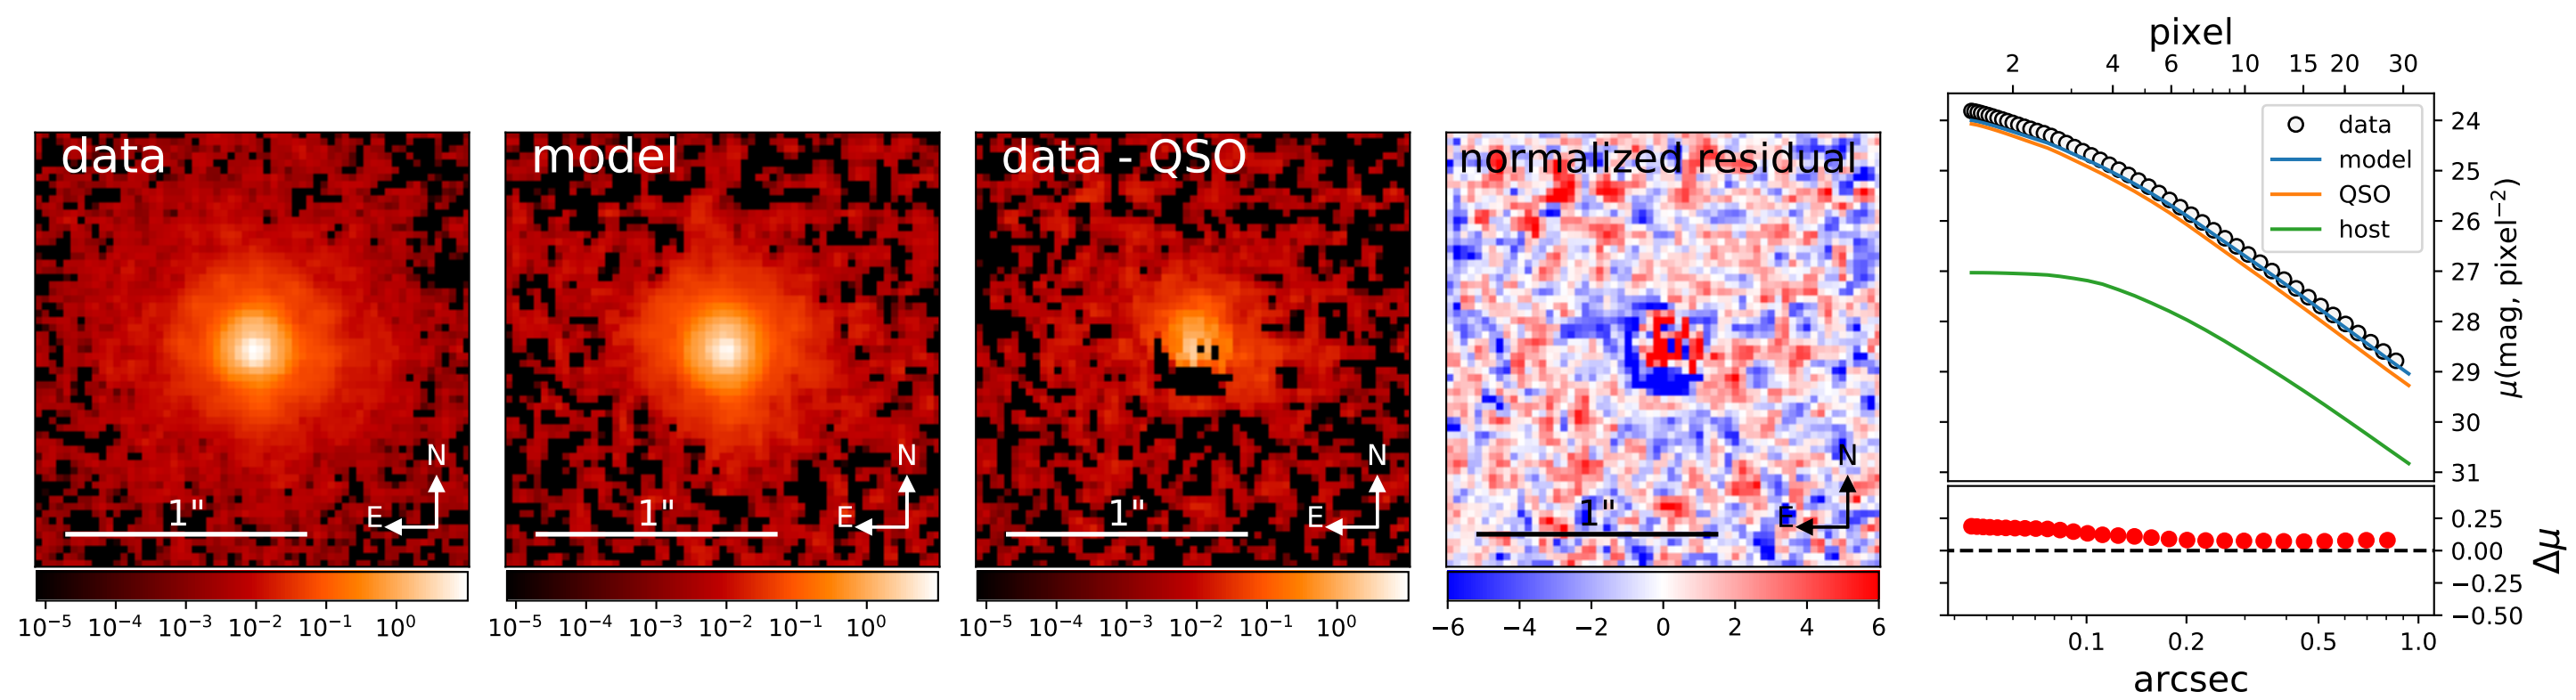 data
N
E
1"
10⁻⁵ 10⁻⁴ 10⁻³ 10⁻² 10⁻¹ 10⁰
model
N
E
1"
10⁻⁵ 10⁻⁴ 10⁻³ 10⁻² 10⁻¹ 10⁰
data - QSO
N
E
1"
10⁻⁵ 10⁻⁴ 10⁻³ 10⁻² 10⁻¹ 10⁰
normalized residual
N
E
1"
−6 −4 −2 0 2 4 6
pixel
2 4 6 10 15 20 30
data
model
QSO
host
24
25
26
27
28
29
30
31
μ(mag, pixel⁻²)
0.25
0.00
−0.25
−0.50
Δμ
0.1 0.2 0.5 1.0
arcsec